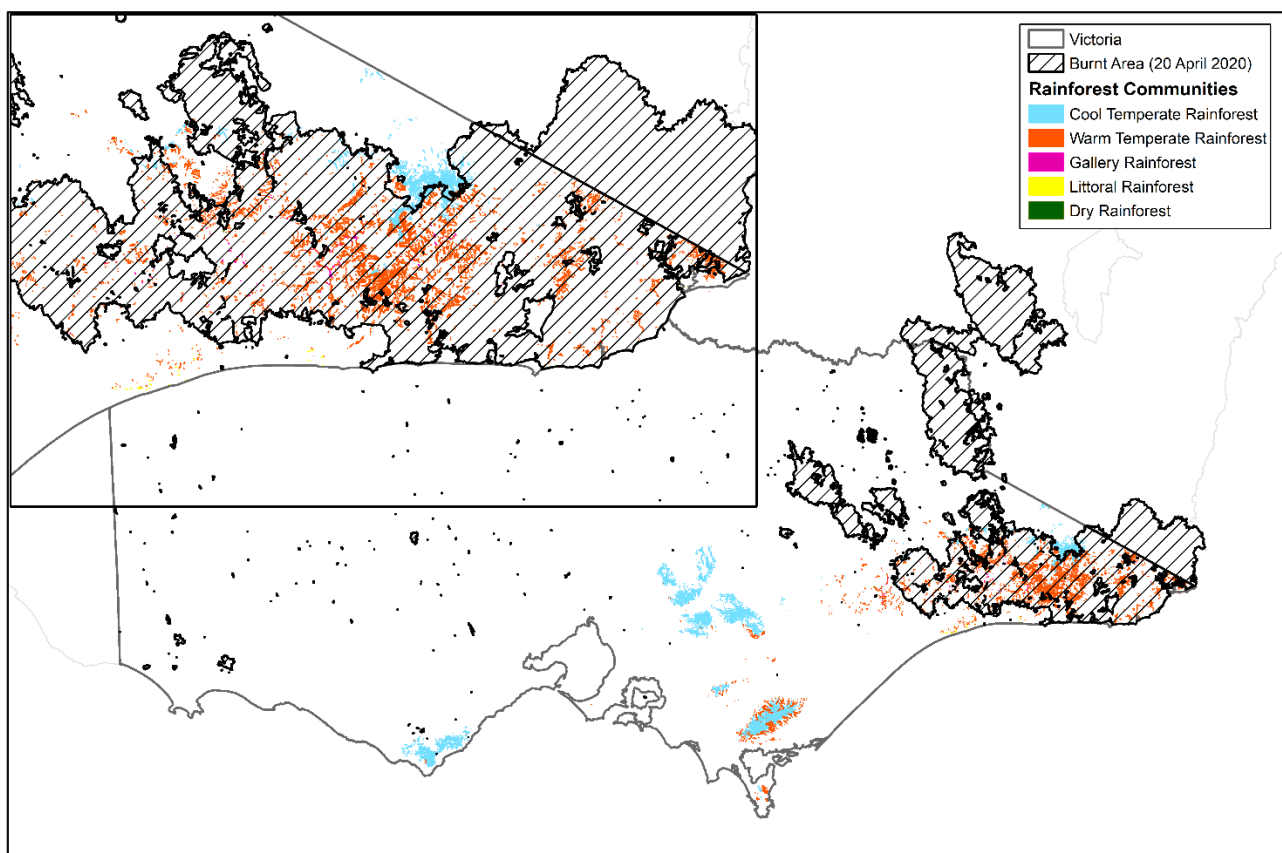 Victoria
Burnt Area (20 April 2020)
Rainforest Communities
Cool Temperate Rainforest
Warm Temperate Rainforest
Gallery Rainforest
Littoral Rainforest
Dry Rainforest